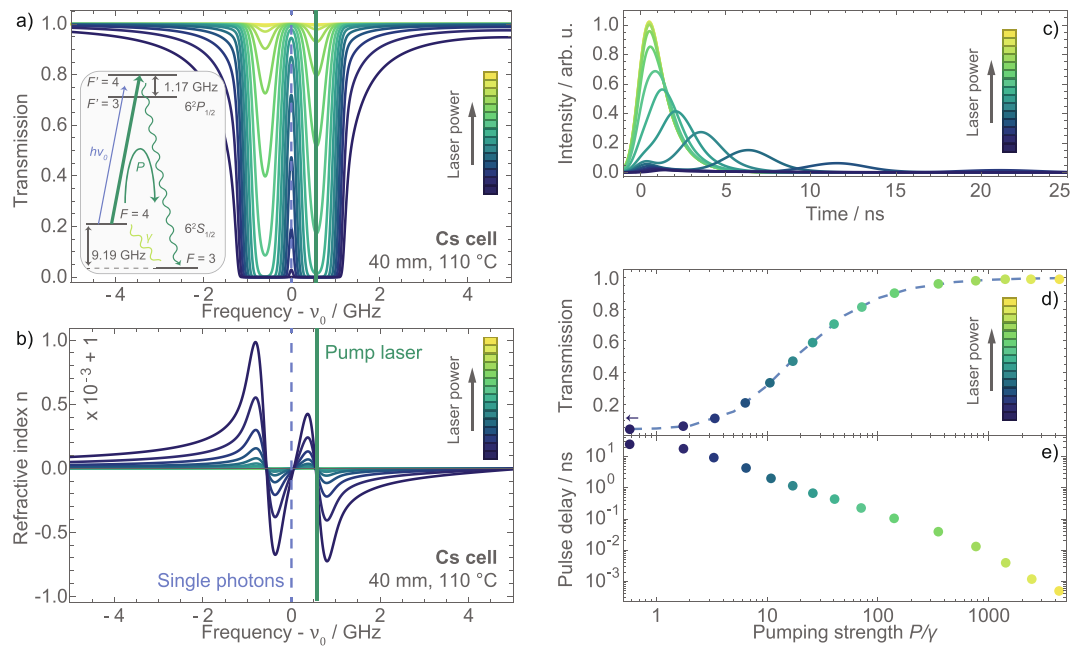 a)
Transmission
1.0
0.8
0.6
0.4
0.2
0.0
F' = 4
F' = 3
1.17 GHz
6²P₁/₂
hν₀
P
F = 4
6²S₁/₂
γ
9.19 GHz
F = 3
Laser power
Cs cell
40 mm, 110 °C
- 4
- 2
0
2
4
Frequency - ν₀ / GHz
b)
Refractive index n
x 10⁻³ + 1
1.0
0.5
0.0
-0.5
-1.0
Pump laser
Laser power
Single photons
Cs cell
40 mm, 110 °C
- 4
- 2
0
2
4
Frequency - ν₀ / GHz
c)
Intensity / arb. u.
1.0
0.8
0.6
0.4
0.2
0.0
Laser power
0
1
5
10
15
20
25
Time / ns
d)
Transmission
1.0
0.8
0.6
0.4
0.2
←
Laser power
e)
Pulse delay / ns
10¹
10⁰
10⁻¹
10⁻²
10⁻³
1
10
100
1000
Pumping strength P/γ